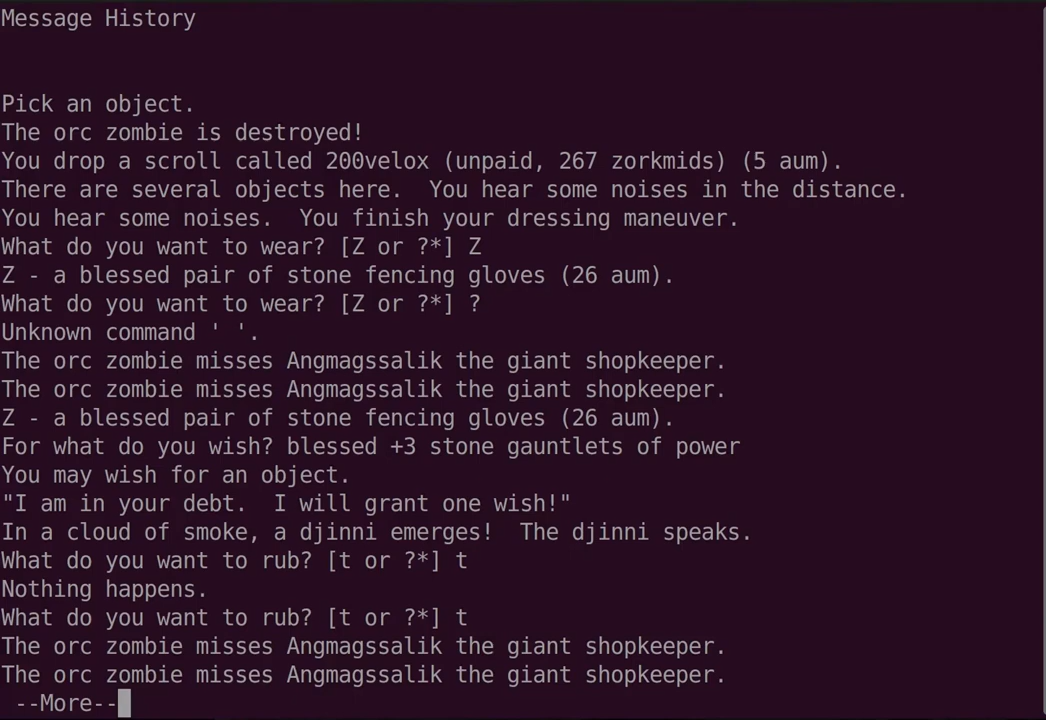 Message History
Pick an object.
The orc zombie is destroyed!
You drop a scroll called 200velox (unpaid, 267 zorkmids) (5 aum).
There are several objects here.  You hear some noises in the distance.
You hear some noises.  You finish your dressing maneuver.
What do you want to wear? [Z or ?*] Z
Z - a blessed pair of stone fencing gloves (26 aum).
What do you want to wear? [Z or ?*] ?
Unknown command ' '.
The orc zombie misses Angmagssalik the giant shopkeeper.
The orc zombie misses Angmagssalik the giant shopkeeper.
Z - a blessed pair of stone fencing gloves (26 aum).
For what do you wish? blessed +3 stone gauntlets of power
You may wish for an object.
"I am in your debt.  I will grant one wish!"
In a cloud of smoke, a djinni emerges!  The djinni speaks.
What do you want to rub? [t or ?*] t
Nothing happens.
What do you want to rub? [t or ?*] t
The orc zombie misses Angmagssalik the giant shopkeeper.
The orc zombie misses Angmagssalik the giant shopkeeper.
--More--